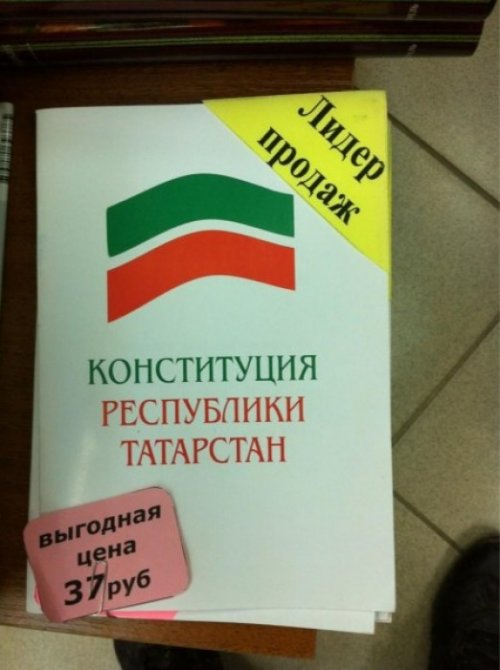 Лидер
продаж
КОНСТИТУЦИЯ
РЕСПУБЛИКИ
ТАТАРСТАН
выгодная
цена
37руб